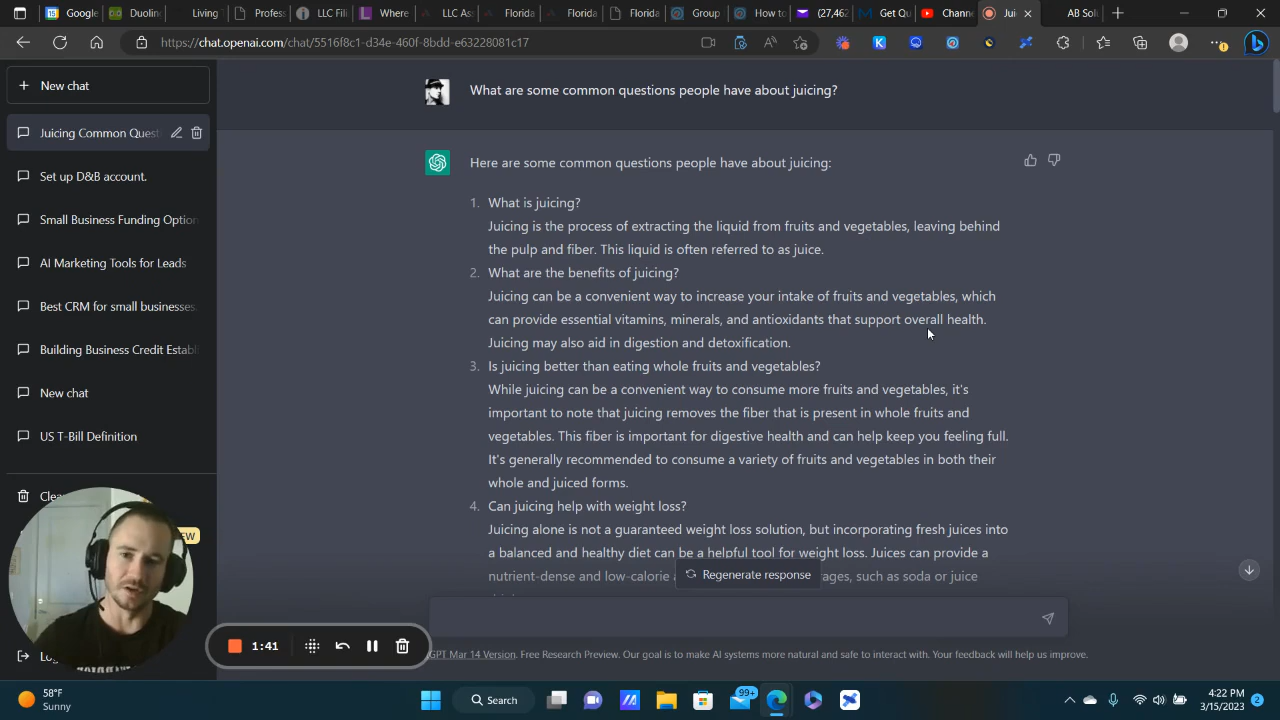 Google
Duolin
Living
Profess
LLC Fili
Where
LLC Ass
Florida
Florida
Florida
Group
How to
(27,462
Get Qu
Channe
Juic
AB Sol
https://chat.openai.com/chat/5516f8c1-d34e-460f-8bdd-e63228081c17
New chat
Juicing Common Quest
Set up D&B account.
Small Business Funding Option
AI Marketing Tools for Leads
Best CRM for small businesses.
Building Business Credit Establi
New chat
US T-Bill Definition
Clea
EW
Lo
What are some common questions people have about juicing?
Here are some common questions people have about juicing:
1. What is juicing?
Juicing is the process of extracting the liquid from fruits and vegetables, leaving behind
the pulp and fiber. This liquid is often referred to as juice.
2. What are the benefits of juicing?
Juicing can be a convenient way to increase your intake of fruits and vegetables, which
can provide essential vitamins, minerals, and antioxidants that support overall health.
Juicing may also aid in digestion and detoxification.
3. Is juicing better than eating whole fruits and vegetables?
While juicing can be a convenient way to consume more fruits and vegetables, it's
important to note that juicing removes the fiber that is present in whole fruits and
vegetables. This fiber is important for digestive health and can help keep you feeling full.
It's generally recommended to consume a variety of fruits and vegetables in both their
whole and juiced forms.
4. Can juicing help with weight loss?
Juicing alone is not a guaranteed weight loss solution, but incorporating fresh juices into
a balanced and healthy diet can be a helpful tool for weight loss. Juices can provide a
nutrient-dense and low-calorie a
Regenerate response
rages, such as soda or juice
1:41
GPT Mar 14 Version. Free Research Preview. Our goal is to make AI systems more natural and safe to interact with. Your feedback will help us improve.
58°F
Sunny
Search
99+
4:22 PM
3/15/2023
2